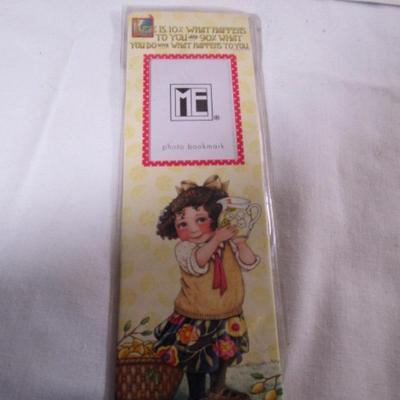 IS 10% WHAT HAPPENS
TO YOU AND 90% WHAT
YOU DO WITH WHAT HAPPENS TO YOU.
ME®
photo bookmark